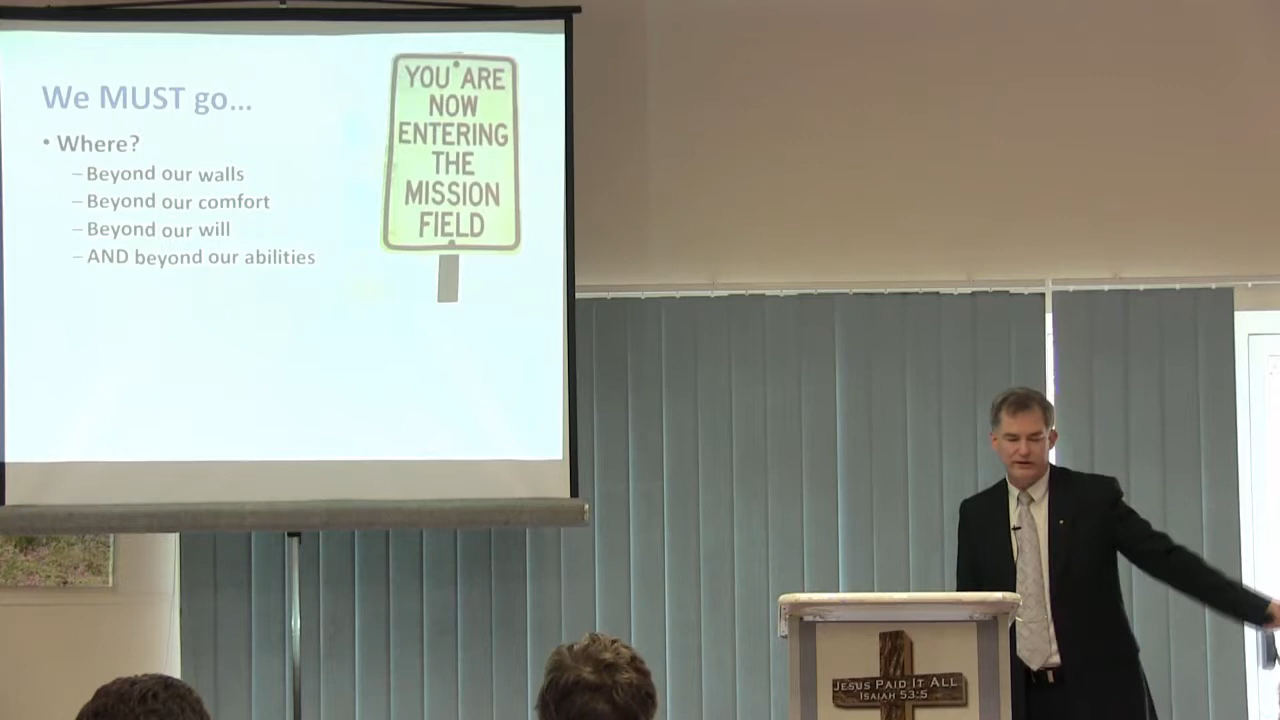 We MUST go...
• Where?
– Beyond our walls
– Beyond our comfort
– Beyond our will
– AND beyond our abilities
YOU ARE
NOW
ENTERING
THE
MISSION
FIELD
JESUS PAID IT ALL
ISAIAH 53:5